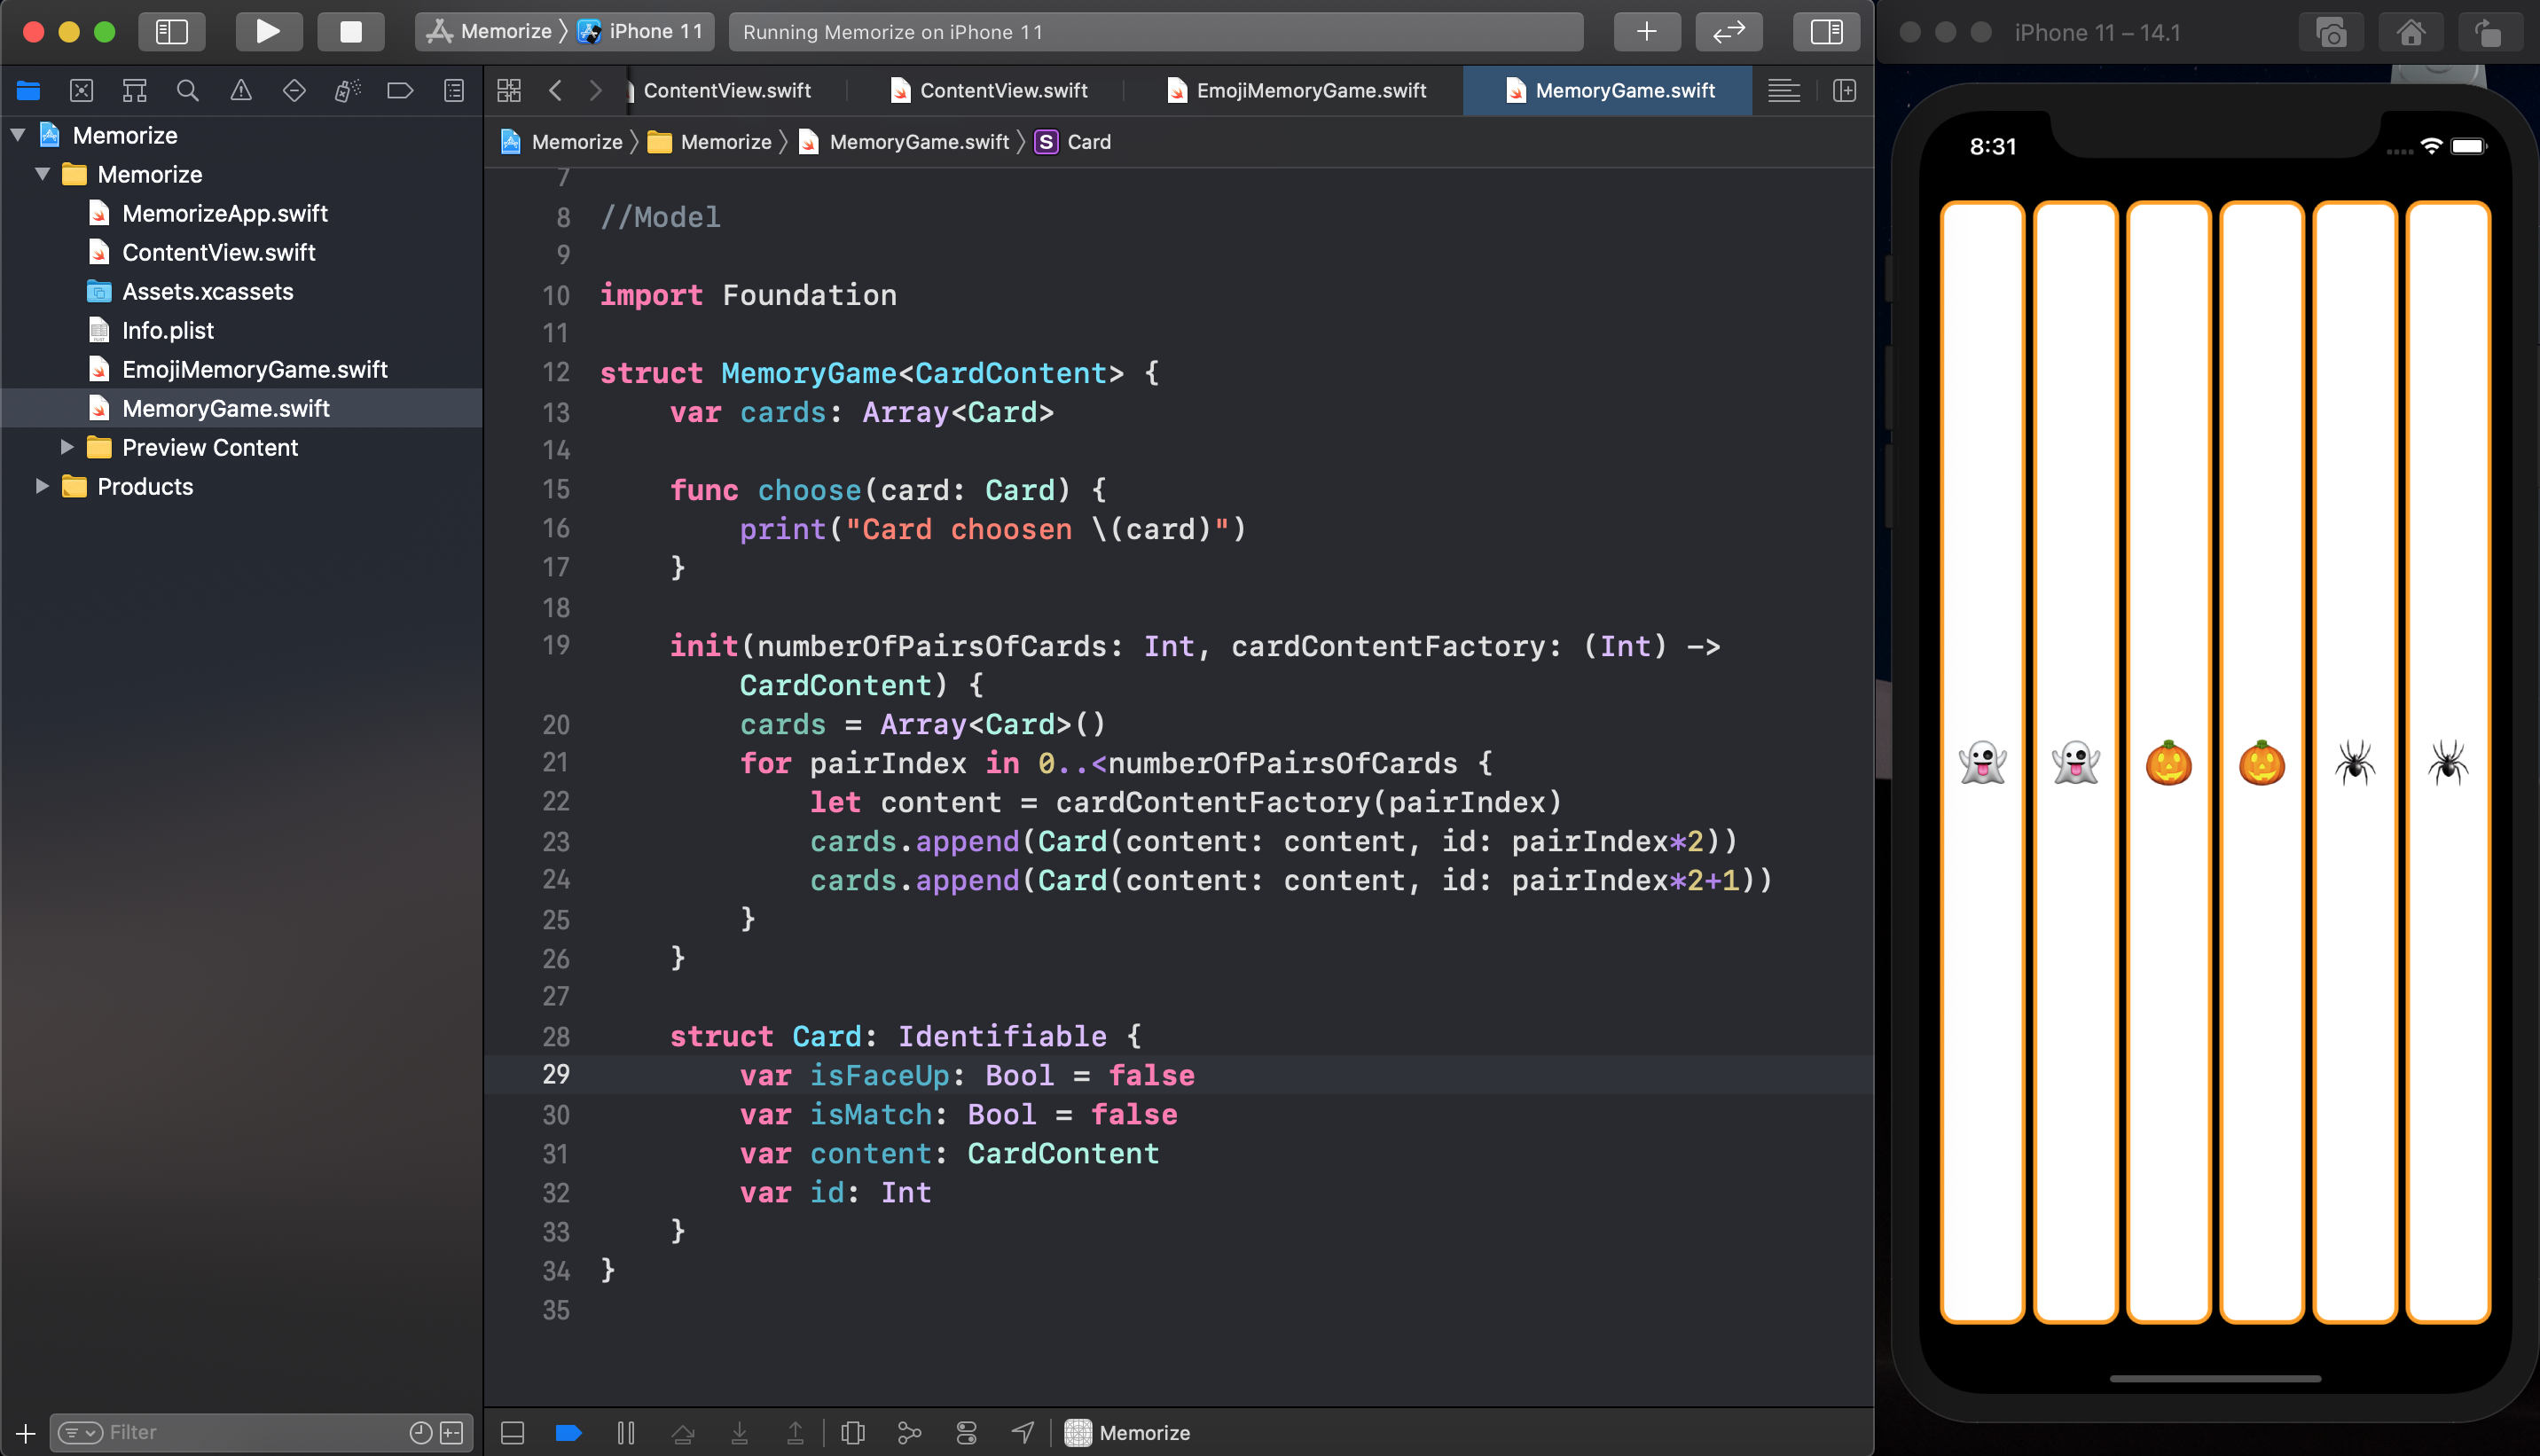 Memorize 〉 iPhone 11
Running Memorize on iPhone 11
iPhone 11 – 14.1
ContentView.swift
ContentView.swift
EmojiMemoryGame.swift
MemoryGame.swift
Memorize 〉 Memorize 〉 MemoryGame.swift 〉 S Card
Memorize
Memorize
MemorizeApp.swift
ContentView.swift
Assets.xcassets
Info.plist
EmojiMemoryGame.swift
MemoryGame.swift
Preview Content
Products
Filter
7
8 //Model
9
10 import Foundation
11
12 struct MemoryGame<CardContent> {
13 var cards: Array<Card>
14
15 func choose(card: Card) {
16 print("Card choosen \(card)")
17 }
18
19 init(numberOfPairsOfCards: Int, cardContentFactory: (Int) ->
CardContent) {
20 cards = Array<Card>()
21 for pairIndex in 0..<numberOfPairsOfCards {
22 let content = cardContentFactory(pairIndex)
23 cards.append(Card(content: content, id: pairIndex*2))
24 cards.append(Card(content: content, id: pairIndex*2+1))
25 }
26 }
27
28 struct Card: Identifiable {
29 var isFaceUp: Bool = false
30 var isMatch: Bool = false
31 var content: CardContent
32 var id: Int
33 }
34 }
35
Memorize
8:31